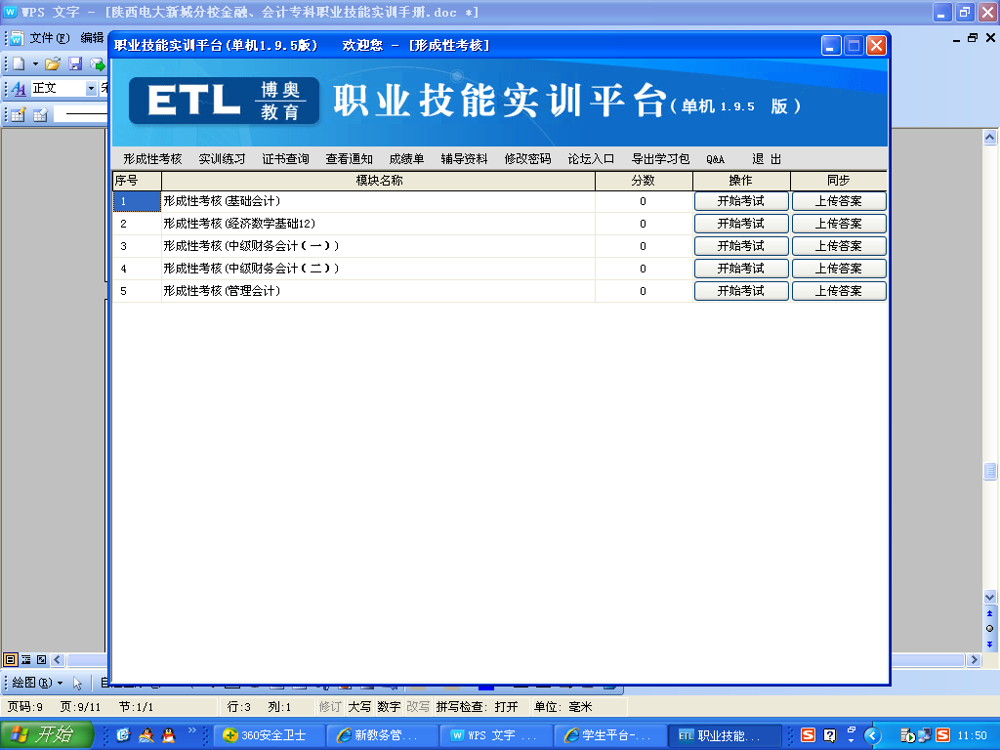 WPS 文字 - [陕西电大新城分校金融、会计专科职业技能实训手册.doc *]
文件(F) 编辑
正文
职业技能实训平台(单机1.9.5版) 欢迎您 - [形成性考核]
ETL 博奥教育 职业技能实训平台(单机 1.9.5 版)
形成性考核 实训练习 证书查询 查看通知 成绩单 辅导资料 修改密码 论坛入口 导出学习包 Q&A 退 出
序号 模块名称 分数 操作 同步
1 形成性考核(基础会计) 0 开始考试 上传答案
2 形成性考核(经济数学基础12) 0 开始考试 上传答案
3 形成性考核(中级财务会计(一)) 0 开始考试 上传答案
4 形成性考核(中级财务会计(二)) 0 开始考试 上传答案
5 形成性考核(管理会计) 0 开始考试 上传答案
绘图(R)
页码:9 页:9/11 节:1/1 行:3 列:1 修订 大写 数字 改写 拼写检查: 打开 单位: 毫米
开始 360安全卫士 新教务管... WPS 文字 ... 学生平台-... ETL 职业技能... 11:50